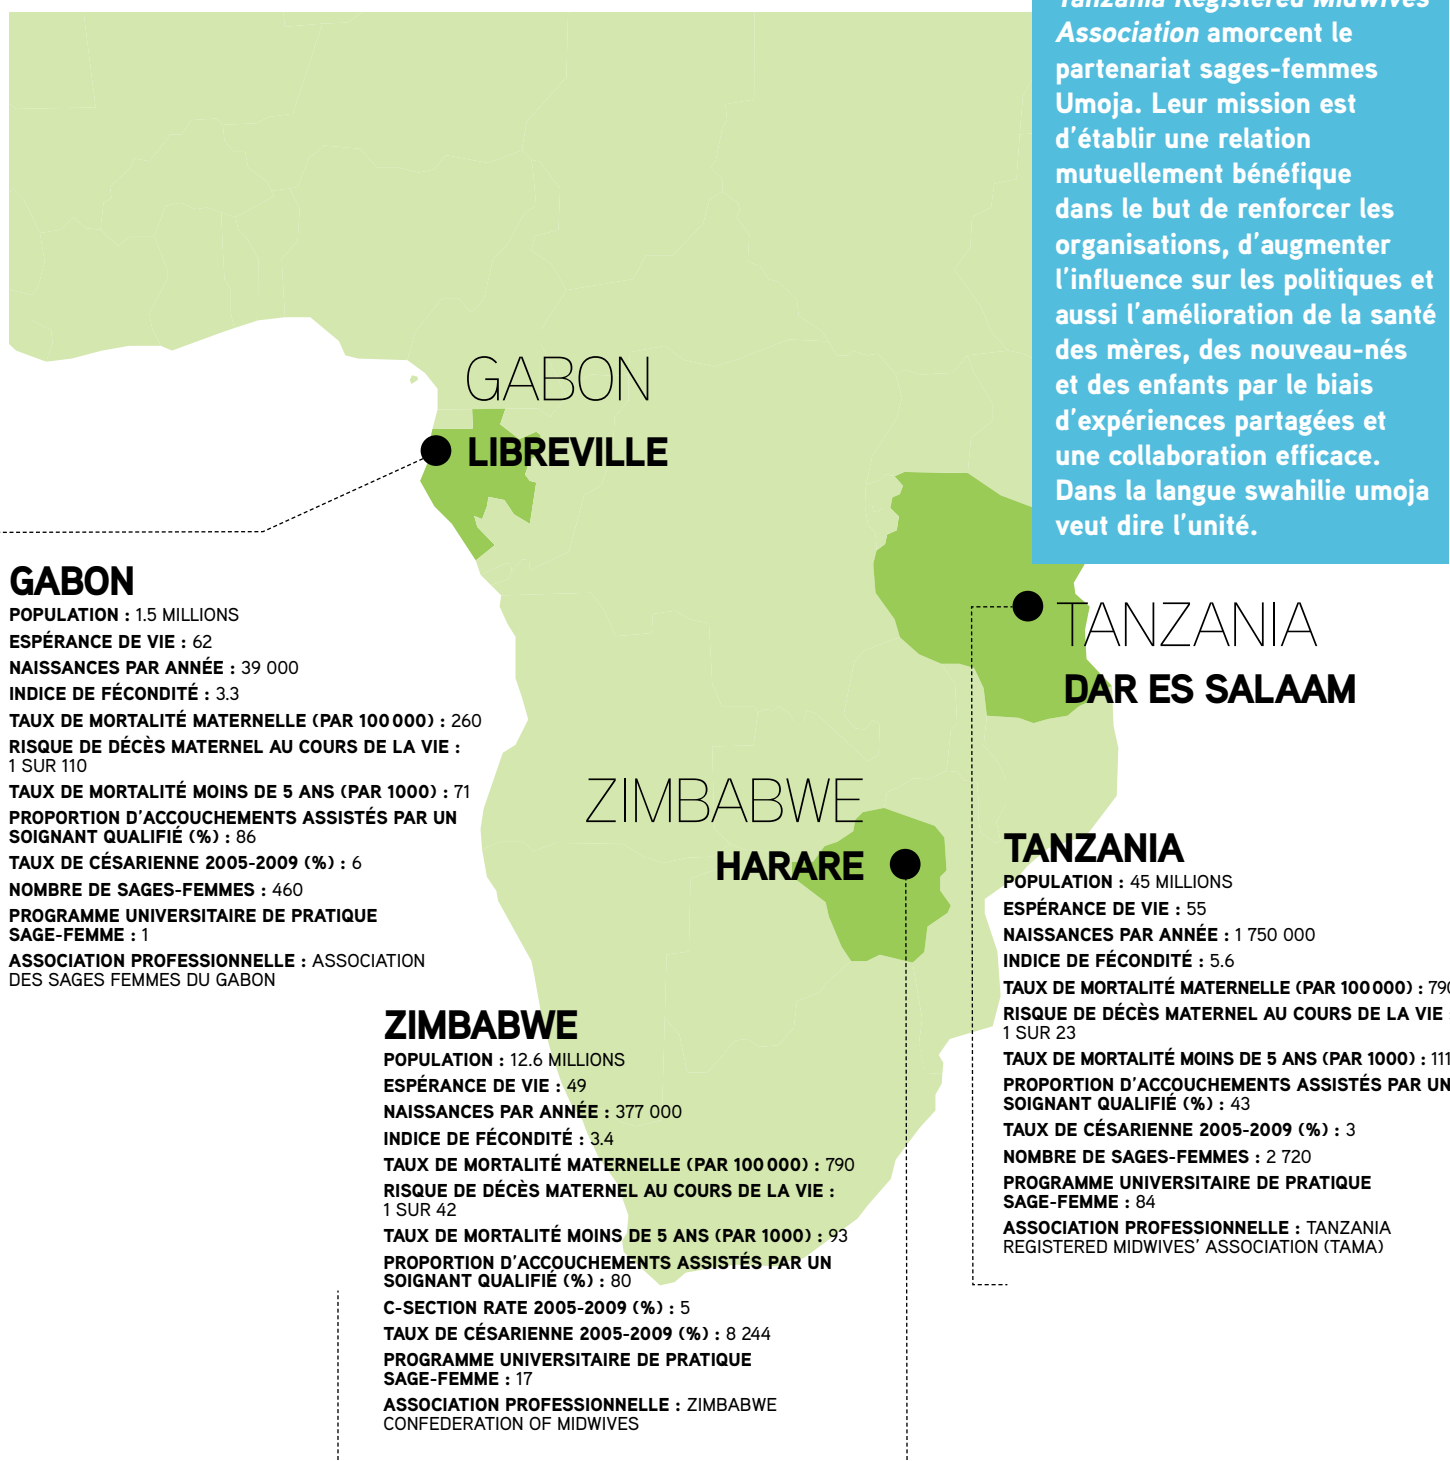 Tanzania Registered Midwives
Association amorcent le
partenariat sages-femmes
Umoja. Leur mission est
d'établir une relation
mutuellement bénéfique
dans le but de renforcer les
organisations, d'augmenter
l'influence sur les politiques et
aussi l'amélioration de la santé
des mères, des nouveau-nés
et des enfants par le biais
d'expériences partagées et
une collaboration efficace.
Dans la langue swahilie umoja
veut dire l'unité.
GABON
LIBREVILLE
TANZANIA
DAR ES SALAAM
ZIMBABWE
HARARE
GABON
POPULATION : 1.5 MILLIONS
ESPÉRANCE DE VIE : 62
NAISSANCES PAR ANNÉE : 39 000
INDICE DE FÉCONDITÉ : 3.3
TAUX DE MORTALITÉ MATERNELLE (PAR 100 000) : 260
RISQUE DE DÉCÈS MATERNEL AU COURS DE LA VIE :
1 SUR 110
TAUX DE MORTALITÉ MOINS DE 5 ANS (PAR 1000) : 71
PROPORTION D'ACCOUCHEMENTS ASSISTÉS PAR UN
SOIGNANT QUALIFIÉ (%) : 86
TAUX DE CÉSARIENNE 2005-2009 (%) : 6
NOMBRE DE SAGES-FEMMES : 460
PROGRAMME UNIVERSITAIRE DE PRATIQUE
SAGE-FEMME : 1
ASSOCIATION PROFESSIONNELLE : ASSOCIATION
DES SAGES FEMMES DU GABON
ZIMBABWE
POPULATION : 12.6 MILLIONS
ESPÉRANCE DE VIE : 49
NAISSANCES PAR ANNÉE : 377 000
INDICE DE FÉCONDITÉ : 3.4
TAUX DE MORTALITÉ MATERNELLE (PAR 100 000) : 790
RISQUE DE DÉCÈS MATERNEL AU COURS DE LA VIE :
1 SUR 42
TAUX DE MORTALITÉ MOINS DE 5 ANS (PAR 1000) : 93
PROPORTION D'ACCOUCHEMENTS ASSISTÉS PAR UN
SOIGNANT QUALIFIÉ (%) : 80
C-SECTION RATE 2005-2009 (%) : 5
TAUX DE CÉSARIENNE 2005-2009 (%) : 8 244
PROGRAMME UNIVERSITAIRE DE PRATIQUE
SAGE-FEMME : 17
ASSOCIATION PROFESSIONNELLE : ZIMBABWE
CONFEDERATION OF MIDWIVES
TANZANIA
POPULATION : 45 MILLIONS
ESPÉRANCE DE VIE : 55
NAISSANCES PAR ANNÉE : 1 750 000
INDICE DE FÉCONDITÉ : 5.6
TAUX DE MORTALITÉ MATERNELLE (PAR 100 000) : 790
RISQUE DE DÉCÈS MATERNEL AU COURS DE LA VIE :
1 SUR 23
TAUX DE MORTALITÉ MOINS DE 5 ANS (PAR 1000) : 111
PROPORTION D'ACCOUCHEMENTS ASSISTÉS PAR UN
SOIGNANT QUALIFIÉ (%) : 43
TAUX DE CÉSARIENNE 2005-2009 (%) : 3
NOMBRE DE SAGES-FEMMES : 2 720
PROGRAMME UNIVERSITAIRE DE PRATIQUE
SAGE-FEMME : 84
ASSOCIATION PROFESSIONNELLE : TANZANIA
REGISTERED MIDWIVES' ASSOCIATION (TAMA)